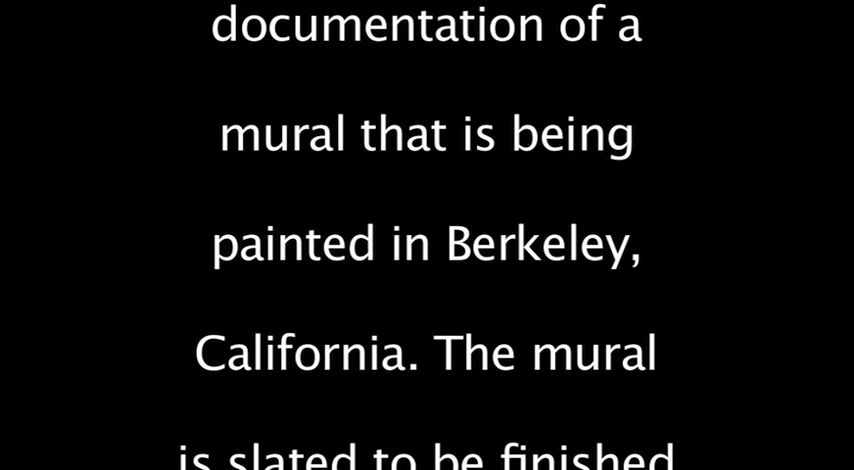 documentation of a
mural that is being
painted in Berkeley,
California. The mural
is slated to be finished